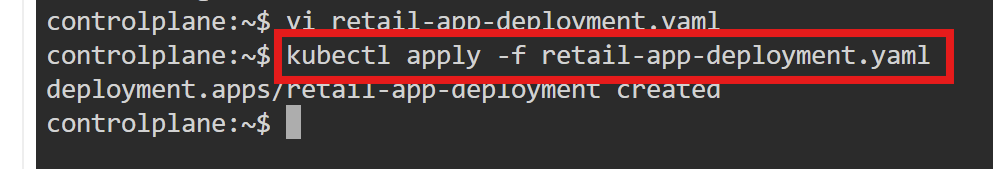 controlplane:~$ vi retail-app-deployment.yaml
controlplane:~$ kubectl apply -f retail-app-deployment.yaml
deployment.apps/retail-app-deployment created
controlplane:~$